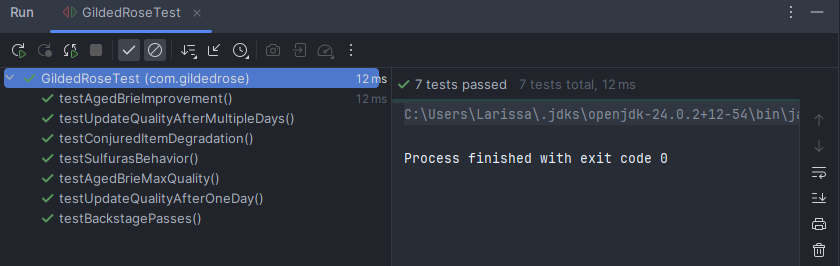 Run GildedRoseTest
GildedRoseTest (com.gildedrose) 12 ms
testAgedBrieImprovement() 12 ms
testUpdateQualityAfterMultipleDays()
testConjuredItemDegradation()
testSulfurasBehavior()
testAgedBrieMaxQuality()
testUpdateQualityAfterOneDay()
testBackstagePasses()
7 tests passed 7 tests total, 12 ms
C:\Users\Larissa\.jdks\openjdk-24.0.2+12-54\bin\ja
Process finished with exit code 0